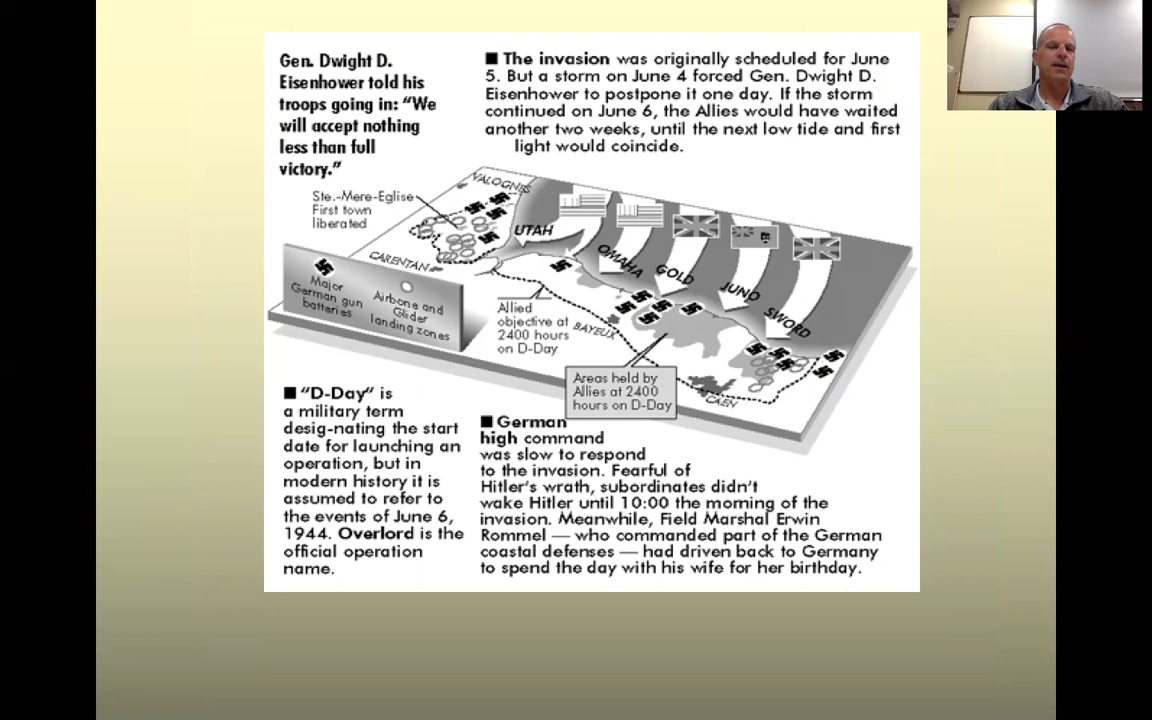 Gen. Dwight D.
Eisenhower told his
troops going in: “We
will accept nothing
less than full
victory.”
■ The invasion was originally scheduled for June
5. But a storm on June 4 forced Gen. Dwight D.
Eisenhower to postpone it one day. If the storm
continued on June 6, the Allies would have waited
another two weeks, until the next low tide and first
light would coincide.
VALOGNES
Ste.-Mere-Eglise
First town
liberated
UTAH
OMAHA
GOLD
JUNO
SWORD
CARENTAN
Major
German gun
batteries
Airbone and
Glider
landing zones
Allied
objective at
2400 hours
on D-Day
BAYEUX
Areas held by
Allies at 2400
hours on D-Day
CAEN
■ “D-Day” is
a military term
desig-nating the start
date for launching an
operation, but in
modern history it is
assumed to refer to
the events of June 6,
1944. Overlord is the
official operation
name.
■ German
high command
was slow to respond
to the invasion. Fearful of
Hitler’s wrath, subordinates didn’t
wake Hitler until 10:00 the morning of the
invasion. Meanwhile, Field Marshal Erwin
Rommel — who commanded part of the German
coastal defenses — had driven back to Germany
to spend the day with his wife for her birthday.